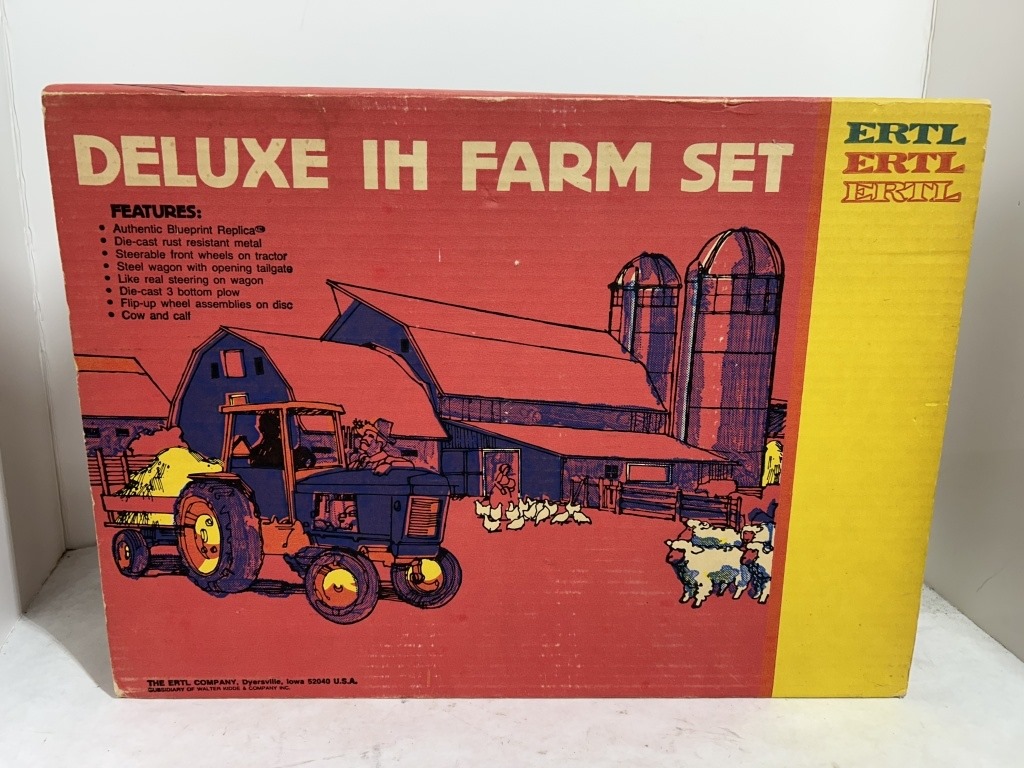 DELUXE IH FARM SET
ERTL
ERTL
ERTL
FEATURES:
• Authentic Blueprint Replica
• Die-cast rust resistant metal
• Steerable front wheels on tractor
• Steel wagon with opening tailgate
• Like real steering on wagon
• Die-cast 3 bottom plow
• Flip-up wheel assemblies on disc
• Cow and calf
THE ERTL COMPANY, Dyersville, Iowa 52040 U.S.A.
SUBSIDIARY OF WALTER KIDDE & COMPANY INC.